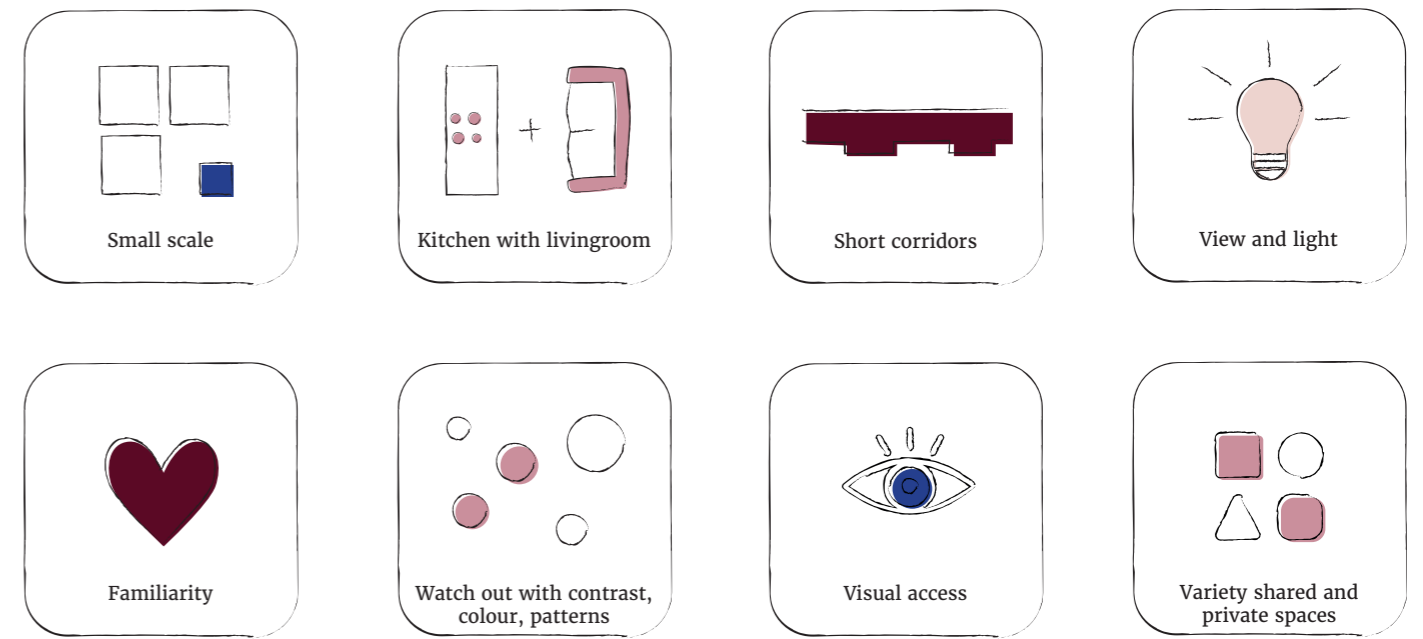 Small scale
Kitchen with livingroom
Short corridors
View and light
Familiarity
Watch out with contrast,
colour, patterns
Visual access
Variety shared and
private spaces